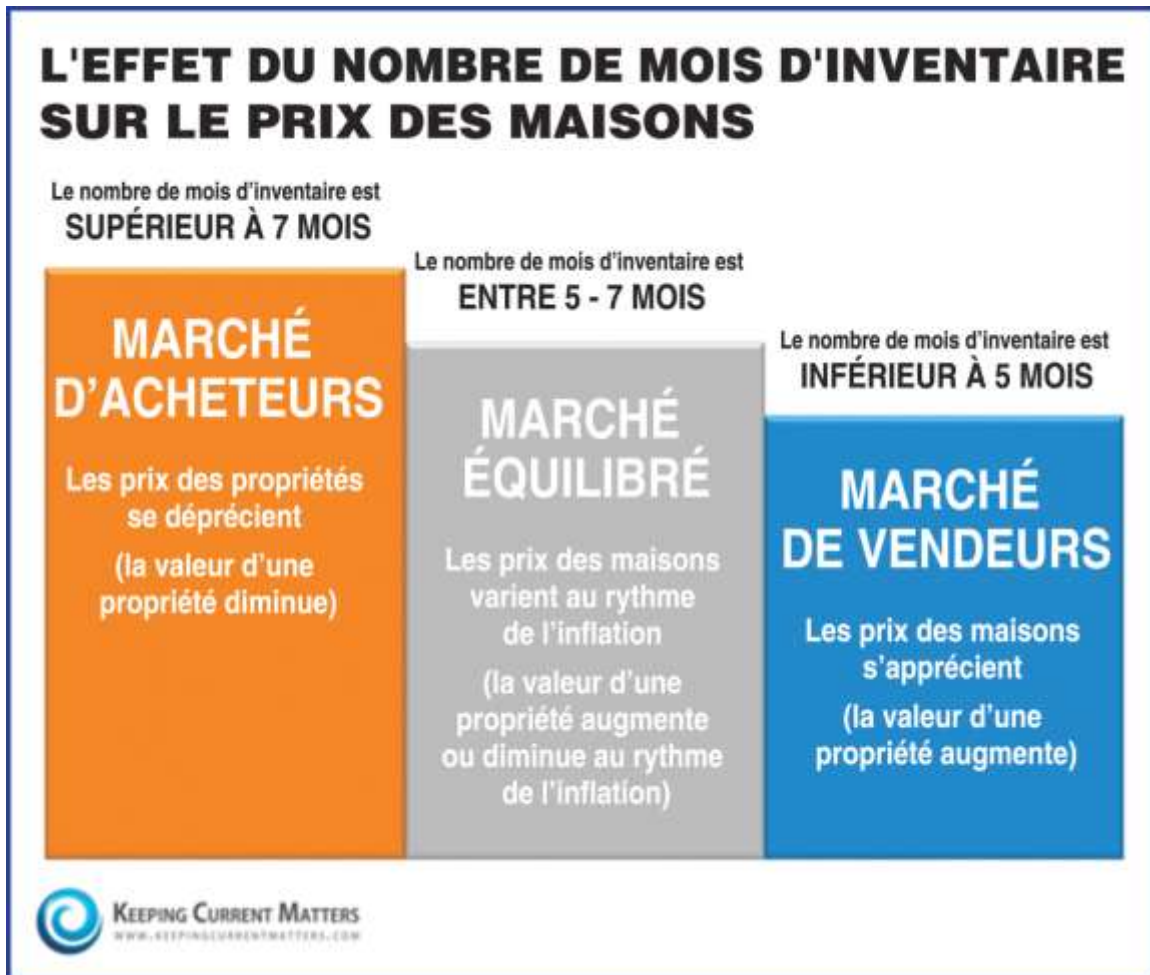 L'EFFET DU NOMBRE DE MOIS D'INVENTAIRE
SUR LE PRIX DES MAISONS
Le nombre de mois d'inventaire est
SUPÉRIEUR À 7 MOIS
MARCHÉ
D'ACHETEURS
Les prix des propriétés
se déprécient
(la valeur d'une
propriété diminue)
Le nombre de mois d'inventaire est
ENTRE 5 - 7 MOIS
MARCHÉ
ÉQUILIBRÉ
Les prix des maisons
varient au rythme
de l'inflation
(la valeur d'une
propriété augmente
ou diminue au rythme
de l'inflation)
Le nombre de mois d'inventaire est
INFÉRIEUR À 5 MOIS
MARCHÉ
DE VENDEURS
Les prix des maisons
s'apprécient
(la valeur d'une
propriété augmente)
KEEPING CURRENT MATTERS
WWW.KEEPINGCURRENTMATTERS.COM